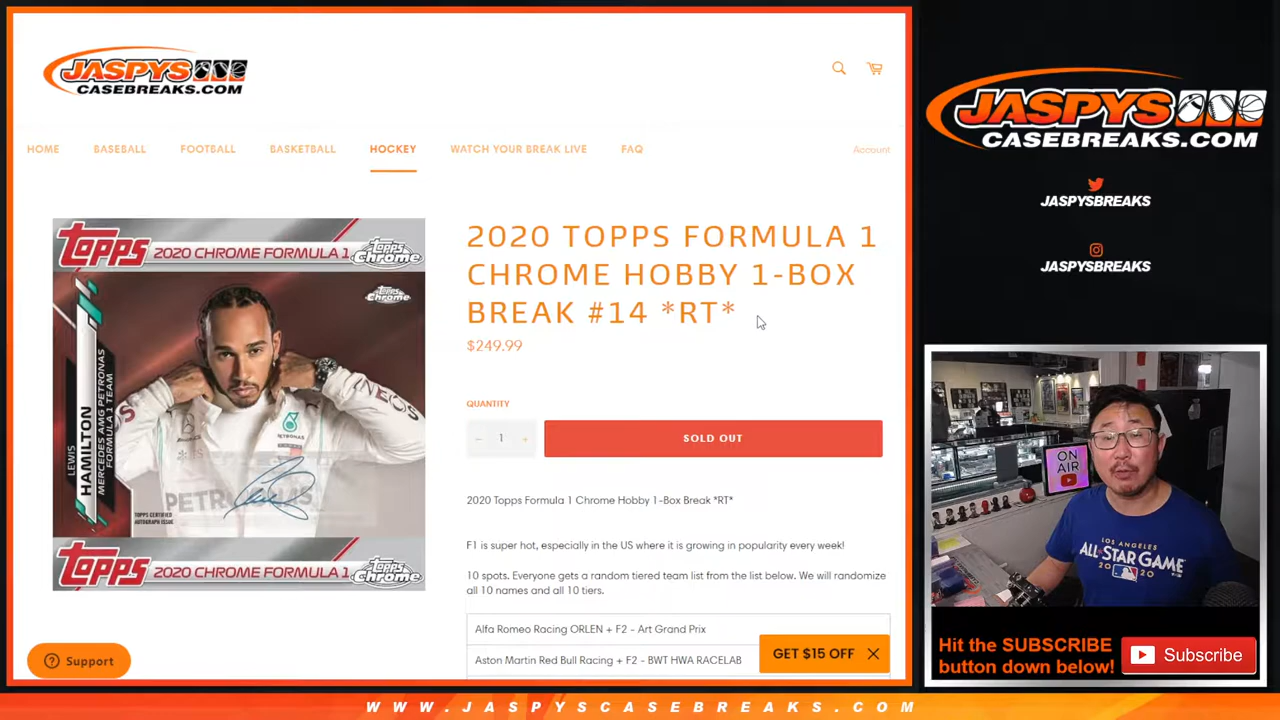 JASPYS
CASEBREAKS.COM
HOME
BASEBALL
FOOTBALL
BASKETBALL
HOCKEY
WATCH YOUR BREAK LIVE
FAQ
Account
topps
2020 CHROME FORMULA 1
Topps Chrome
Topps Chrome
LEWIS
HAMILTON
MERCEDES AMG PETRONAS
FORMULA 1 TEAM
PETRONAS
TOPPS CERTIFIED
AUTOGRAPH ISSUE
topps
2020 CHROME FORMULA 1
Topps Chrome
2020 TOPPS FORMULA 1
CHROME HOBBY 1-BOX
BREAK #14 *RT*
$249.99
QUANTITY
1
SOLD OUT
2020 Topps Formula 1 Chrome Hobby 1-Box Break *RT*
F1 is super hot, especially in the US where it is growing in popularity every week!
10 spots. Everyone gets a random tiered team list from the list below. We will randomize
all 10 names and all 10 tiers.
Alfa Romeo Racing ORLEN + F2 - Art Grand Prix
Aston Martin Red Bull Racing + F2 - BWT HWA RACELAB
Support
GET $15 OFF
JASPYS
CASEBREAKS.COM
JASPYSBREAKS
JASPYSBREAKS
ON
AIR
LOS ANGELES
ALL-STAR GAME
2020
Hit the SUBSCRIBE
button down below!
Subscribe
WWW.JASPYSCASEBREAKS.COM